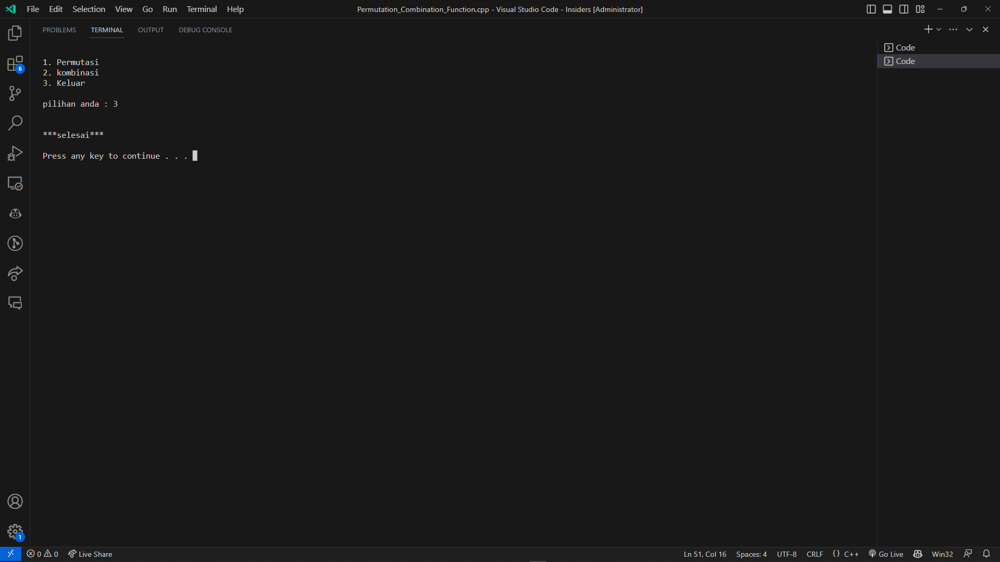 File Edit Selection View Go Run Terminal Help
Permutation_Combination_Function.cpp - Visual Studio Code - Insiders [Administrator]
PROBLEMS TERMINAL OUTPUT DEBUG CONSOLE
Code
Code
1. Permutasi
2. kombinasi
3. Keluar
pilihan anda : 3
***selesai***
Press any key to continue . . .
6
1
0 0 Live Share
Ln 51, Col 16 Spaces: 4 UTF-8 CRLF {} C++ Go Live Win32